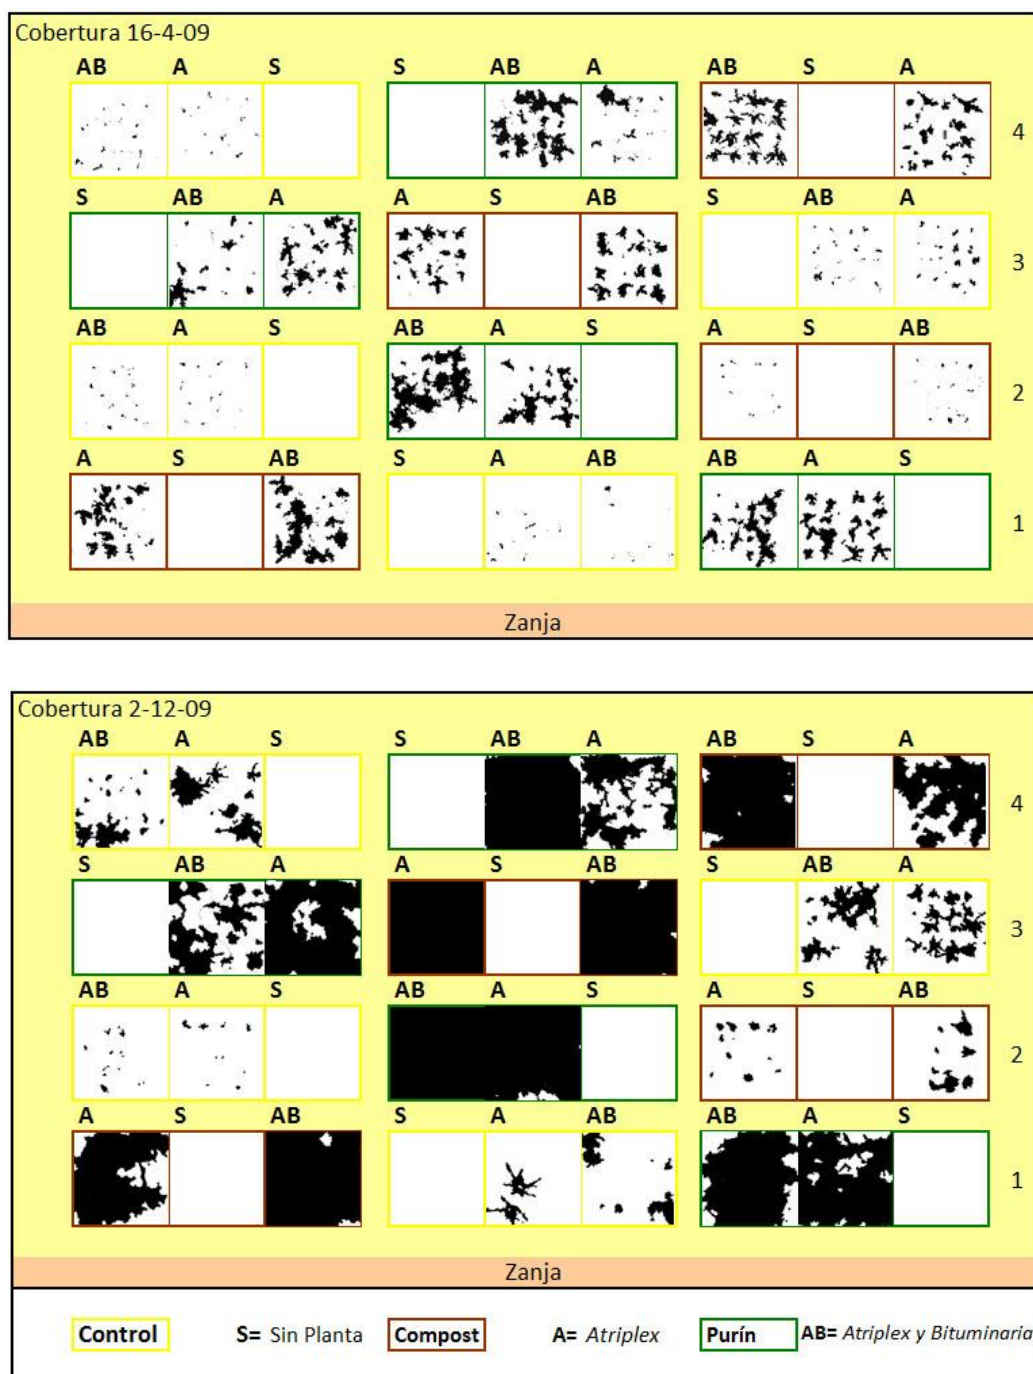 Cobertura 16-4-09
AB A S S AB A AB S A
4
S AB A A S AB S AB A
3
AB A S AB A S A S AB
2
A S AB S A AB AB A S
1
Zanja
Cobertura 2-12-09
AB A S S AB A AB S A
4
S AB A A S AB S AB A
3
AB A S AB A S A S AB
2
A S AB S A AB AB A S
1
Zanja
Control S= Sin Planta Compost A= Atriplex Purín AB= Atriplex y Bituminaria